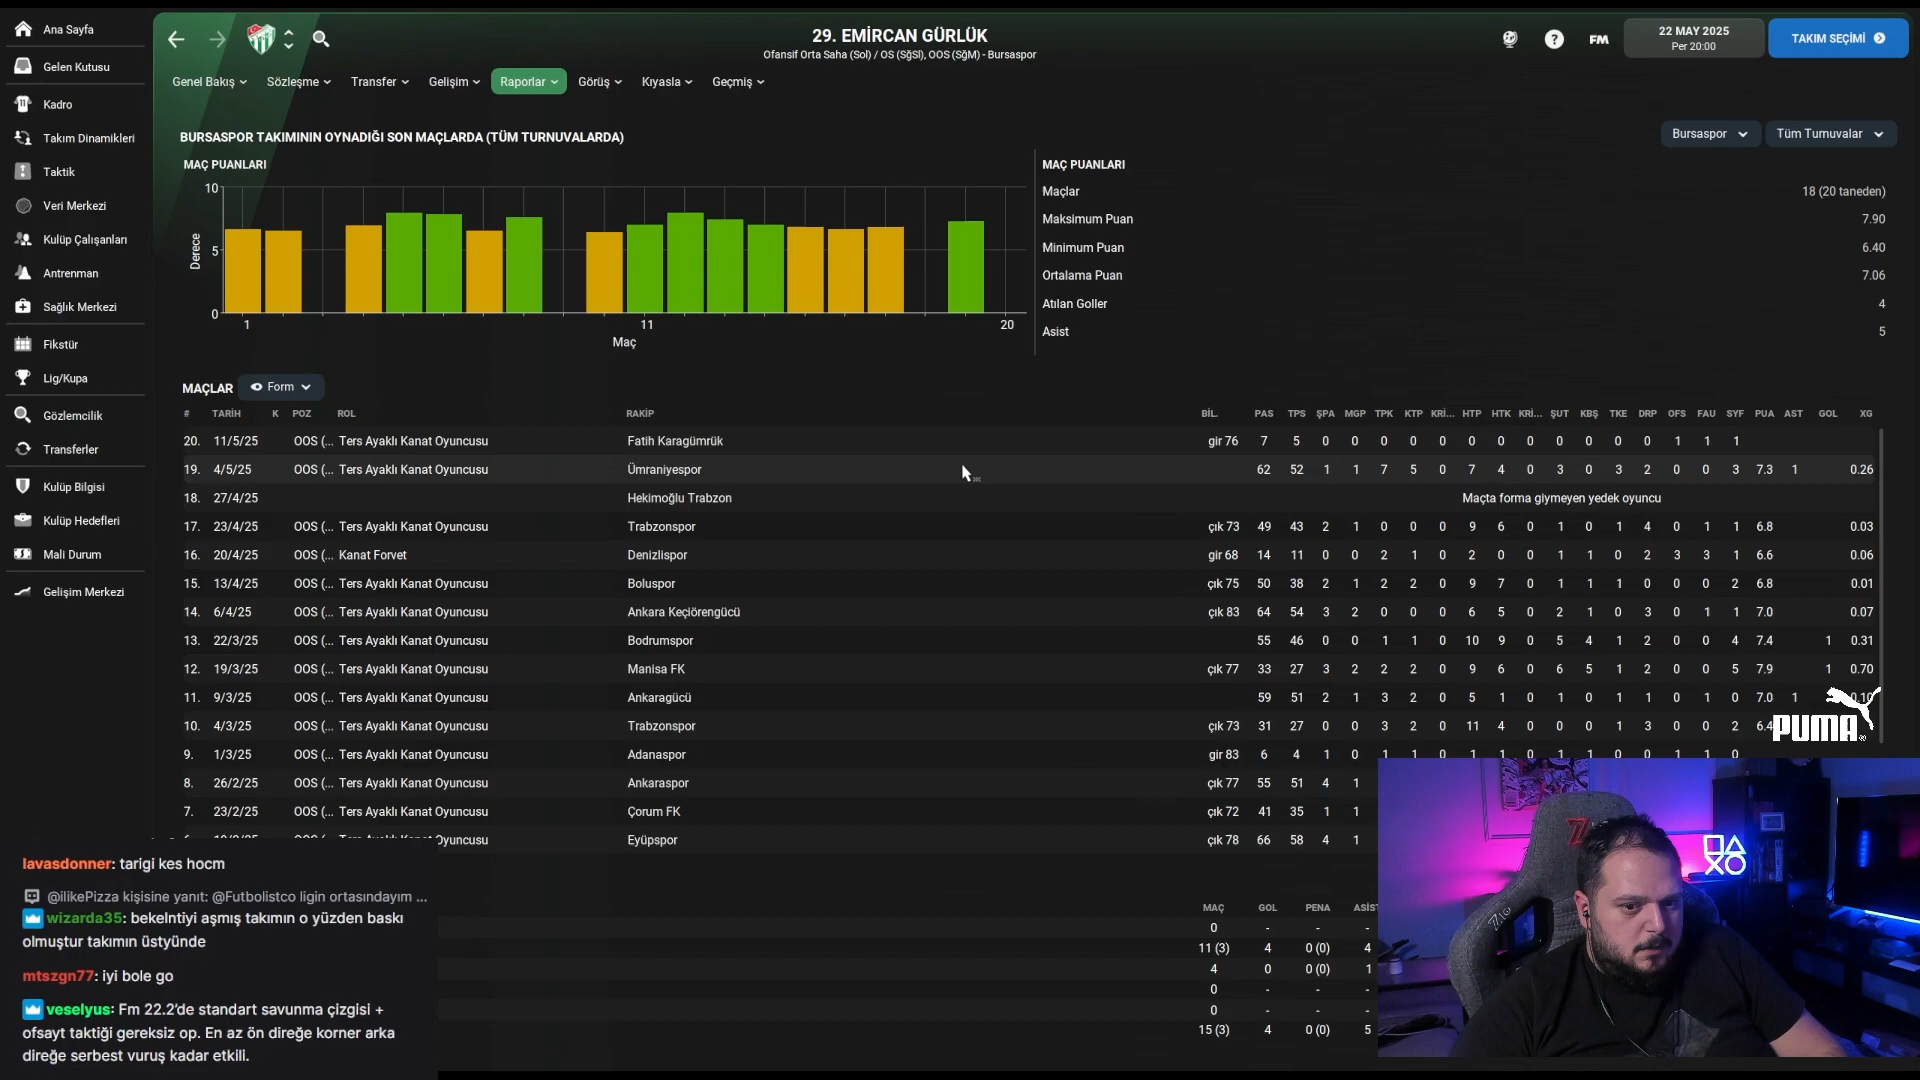 Ana Sayfa
Gelen Kutusu
Kadro
Takım Dinamikleri
Taktik
Veri Merkezi
Kulüp Çalışanları
Antrenman
Sağlık Merkezi
Fikstür
Lig/Kupa
Gözlemcilik
Transferler
Kulüp Bilgisi
Kulüp Hedefleri
Mali Durum
Gelişim Merkezi
29. EMİRCAN GÜRLÜK
Ofansif Orta Saha (Sol) / OS (SğSl), OOS (SğM) - Bursaspor
FM
22 MAY 2025
Per 20:00
TAKIM SEÇİMİ
Genel Bakış Sözleşme Transfer Gelişim Raporlar Görüş Kıyasla Geçmiş
BURSASPOR TAKIMININ OYNADIĞI SON MAÇLARDA (TÜM TURNUVALARDA)
Bursaspor Tüm Turnuvalar
MAÇ PUANLARI
10
5
0
Derece
1 11 20
Maç
MAÇ PUANLARI
Maçlar 18 (20 taneden)
Maksimum Puan 7.90
Minimum Puan 6.40
Ortalama Puan 7.06
Atılan Goller 4
Asist 5
MAÇLAR Form
# TARİH K POZ ROL RAKİP BİL. PAS TPS ŞPA MGP TPK KTP KRİ... HTP HTK KRİ... ŞUT KBŞ TKE DRP OFS FAU SYF PUA AST GOL XG
20. 11/5/25 OOS (... Ters Ayaklı Kanat Oyuncusu Fatih Karagümrük gir 76 7 5 0 0 0 0 0 0 0 0 0 0 0 0 1 1 1
19. 4/5/25 OOS (... Ters Ayaklı Kanat Oyuncusu Ümraniyespor 62 52 1 1 7 5 0 7 4 0 3 0 3 2 0 0 3 7.3 1 0.26
18. 27/4/25 Hekimoğlu Trabzon Maçta forma giymeyen yedek oyuncu
17. 23/4/25 OOS (... Ters Ayaklı Kanat Oyuncusu Trabzonspor çık 73 49 43 2 1 0 0 0 9 6 0 1 0 1 4 0 1 1 6.8 0.03
16. 20/4/25 OOS (... Kanat Forvet Denizlispor gir 68 14 11 0 0 2 1 0 2 0 0 1 1 0 2 3 3 1 6.6 0.06
15. 13/4/25 OOS (... Ters Ayaklı Kanat Oyuncusu Boluspor çık 75 50 38 2 1 2 2 0 9 7 0 1 1 1 0 0 0 2 6.8 0.01
14. 6/4/25 OOS (... Ters Ayaklı Kanat Oyuncusu Ankara Keçiörengücü çık 83 64 54 3 2 0 0 0 6 5 0 2 1 0 3 0 1 1 7.0 0.07
13. 22/3/25 OOS (... Ters Ayaklı Kanat Oyuncusu Bodrumspor 55 46 0 0 1 1 0 10 9 0 5 4 1 2 0 0 4 7.4 1 0.31
12. 19/3/25 OOS (... Ters Ayaklı Kanat Oyuncusu Manisa FK çık 77 33 27 3 2 2 2 0 9 6 0 6 5 1 2 0 0 5 7.9 1 0.70
11. 9/3/25 OOS (... Ters Ayaklı Kanat Oyuncusu Ankaragücü 59 51 2 1 3 2 0 5 1 0 1 0 1 1 0 1 0 7.0 1 0.10
10. 4/3/25 OOS (... Ters Ayaklı Kanat Oyuncusu Trabzonspor çık 73 31 27 0 0 3 2 0 11 4 0 0 0 1 3 0 0 2 6.4
9. 1/3/25 OOS (... Ters Ayaklı Kanat Oyuncusu Adanaspor gir 83 6 4 1 0 1 1 0 1 1 0 1 1 0 0 0 1 1 0
8. 26/2/25 OOS (... Ters Ayaklı Kanat Oyuncusu Ankaraspor çık 77 55 51 4 1
7. 23/2/25 OOS (... Ters Ayaklı Kanat Oyuncusu Çorum FK çık 72 41 35 1 1
Ters Ayaklı Kanat Oyuncusu Eyüpspor çık 78 66 58 4 1
PUMA
MAÇ GOL PENA ASİST
0 - - -
11 (3) 4 0 (0) 4
4 0 0 (0) 1
0 - - -
0 - - -
15 (3) 4 0 (0) 5
lavasdonner: tarigi kes hocm
@ilikePizza kişisine yanıt: @Futbolistco ligin ortasındayım ...
wizarda35: bekelntiyi aşmış takımın o yüzden baskı
olmuştur takımın üstyünde
mtszgn77: iyi bole go
veselyus: Fm 22.2'de standart savunma çizgisi +
ofsayt taktiği gereksiz op. En az ön direğe korner arka
direğe serbest vuruş kadar etkili.